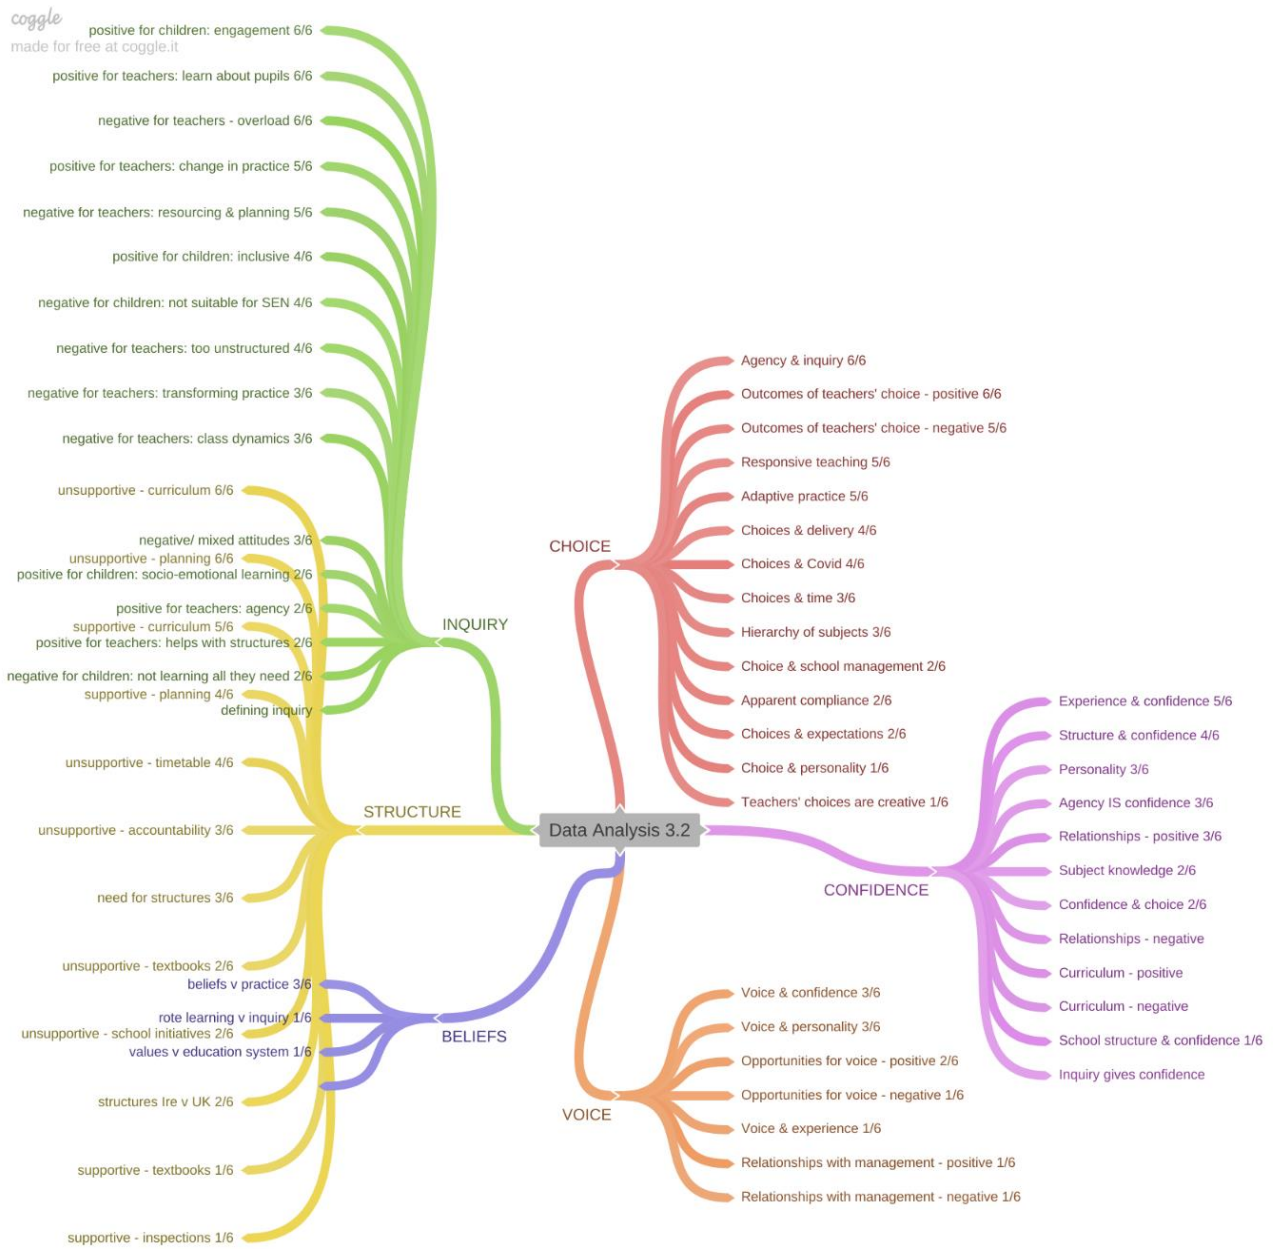 coggle
made for free at coggle.it
positive for children: engagement 6/6
positive for teachers: learn about pupils 6/6
negative for teachers - overload 6/6
positive for teachers: change in practice 5/6
negative for teachers: resourcing & planning 5/6
positive for children: inclusive 4/6
negative for children: not suitable for SEN 4/6
negative for teachers: too unstructured 4/6
negative for teachers: transforming practice 3/6
negative for teachers: class dynamics 3/6
negative/ mixed attitudes 3/6
positive for children: socio-emotional learning 2/6
positive for teachers: agency 2/6
positive for teachers: helps with structures 2/6
negative for children: not learning all they need 2/6
defining inquiry
INQUIRY
unsupportive - curriculum 6/6
unsupportive - planning 6/6
supportive - curriculum 5/6
supportive - planning 4/6
unsupportive - timetable 4/6
unsupportive - accountability 3/6
need for structures 3/6
unsupportive - textbooks 2/6
unsupportive - school initiatives 2/6
structures Ire v UK 2/6
supportive - textbooks 1/6
supportive - inspections 1/6
STRUCTURE
beliefs v practice 3/6
rote learning v inquiry 1/6
values v education system 1/6
BELIEFS
Data Analysis 3.2
CHOICE
Agency & inquiry 6/6
Outcomes of teachers' choice - positive 6/6
Outcomes of teachers' choice - negative 5/6
Responsive teaching 5/6
Adaptive practice 5/6
Choices & delivery 4/6
Choices & Covid 4/6
Choices & time 3/6
Hierarchy of subjects 3/6
Choice & school management 2/6
Apparent compliance 2/6
Choices & expectations 2/6
Choice & personality 1/6
Teachers' choices are creative 1/6
CONFIDENCE
Experience & confidence 5/6
Structure & confidence 4/6
Personality 3/6
Agency IS confidence 3/6
Relationships - positive 3/6
Subject knowledge 2/6
Confidence & choice 2/6
Relationships - negative
Curriculum - positive
Curriculum - negative
School structure & confidence 1/6
Inquiry gives confidence
VOICE
Voice & confidence 3/6
Voice & personality 3/6
Opportunities for voice - positive 2/6
Opportunities for voice - negative 1/6
Voice & experience 1/6
Relationships with management - positive 1/6
Relationships with management - negative 1/6